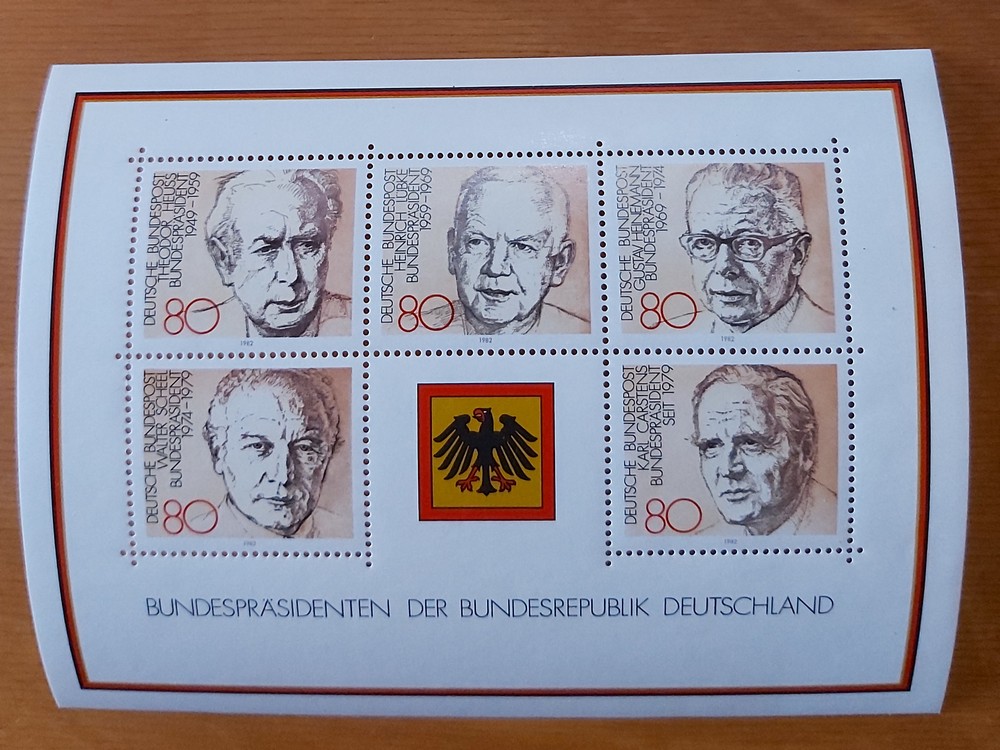 DEUTSCHE BUNDESPOST
THEODOR HEUSS
BUNDESPRÄSIDENT
1949–1959
80
1982
DEUTSCHE BUNDESPOST
HEINRICH LÜBKE
BUNDESPRÄSIDENT
1959–1969
80
1982
DEUTSCHE BUNDESPOST
GUSTAV HEINEMANN
BUNDESPRÄSIDENT
1969–1974
80
1982
DEUTSCHE BUNDESPOST
WALTER SCHEEL
BUNDESPRÄSIDENT
1974–1979
80
1982
DEUTSCHE BUNDESPOST
KARL CARSTENS
BUNDESPRÄSIDENT
SEIT 1979
80
1982
BUNDESPRÄSIDENTEN DER BUNDESREPUBLIK DEUTSCHLAND